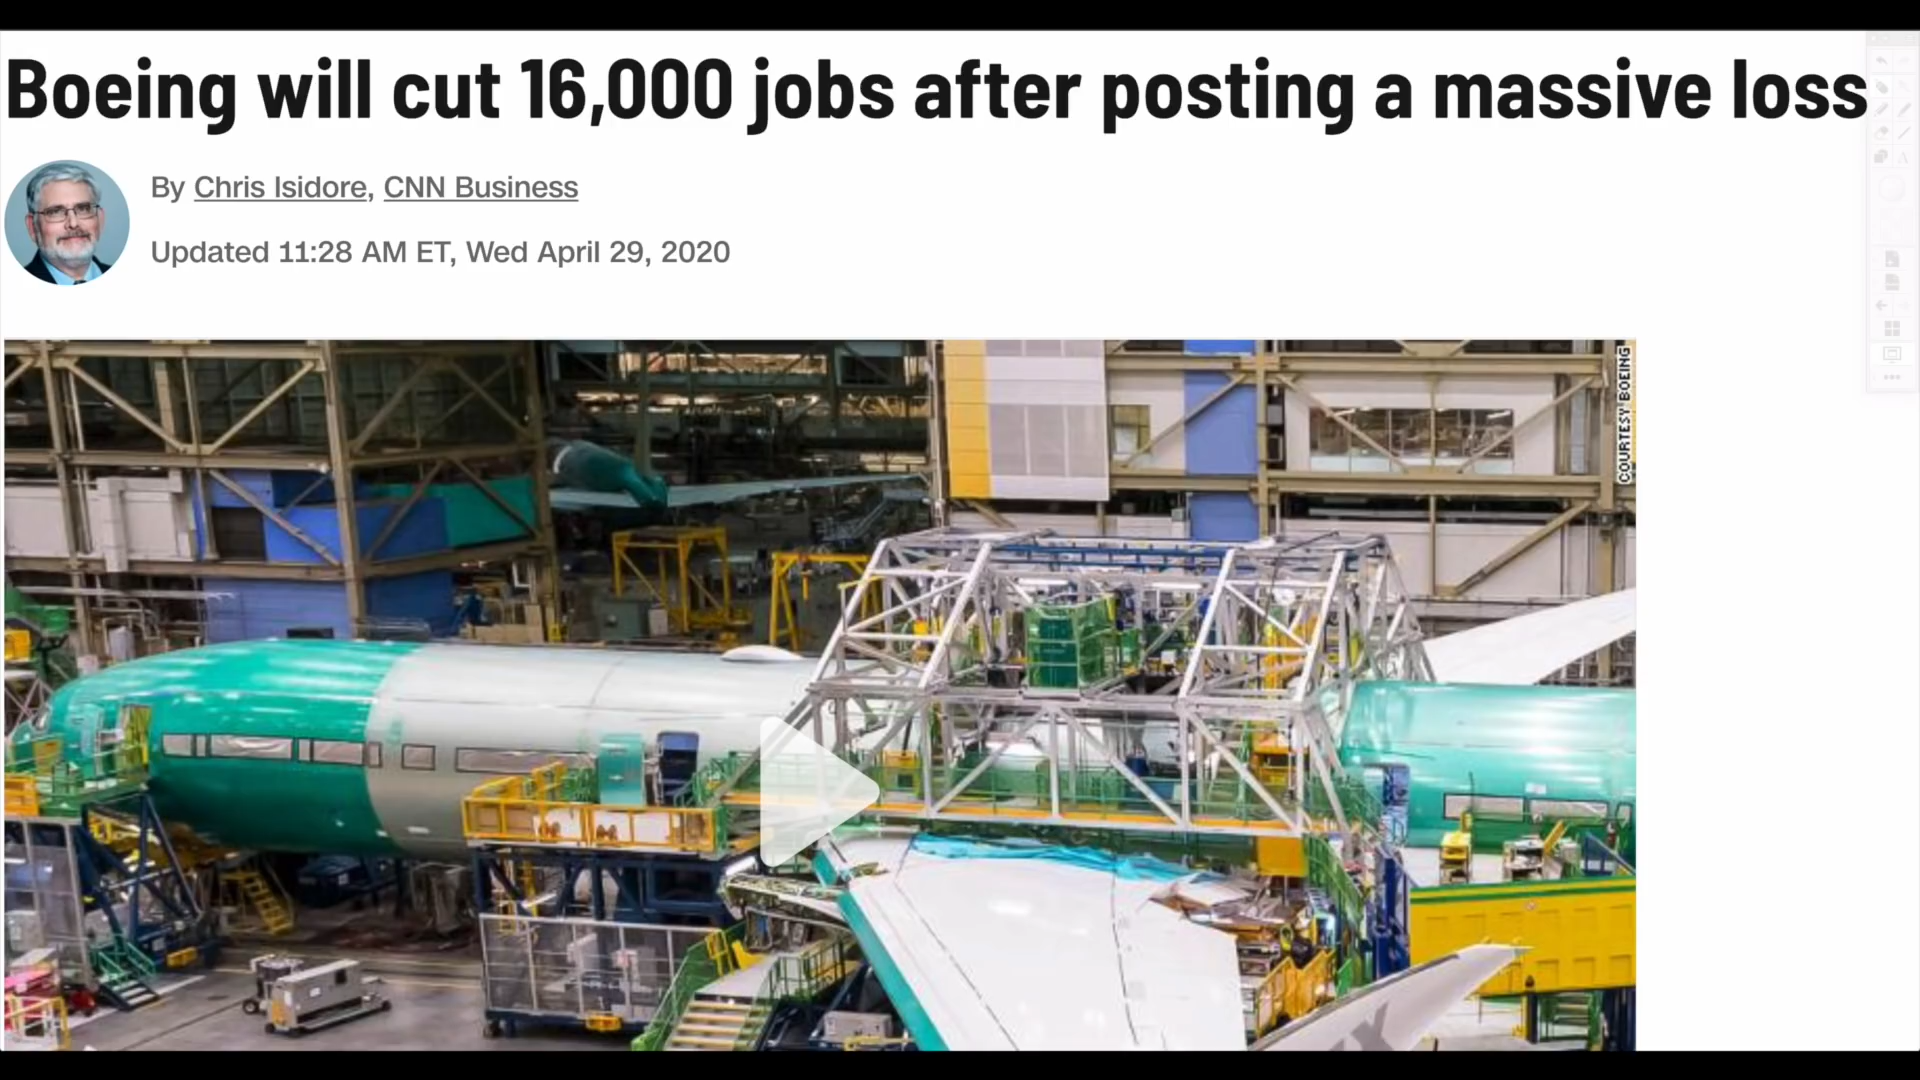 Boeing will cut 16,000 jobs after posting a massive loss
By Chris Isidore, CNN Business
Updated 11:28 AM ET, Wed April 29, 2020
COURTESY BOEING